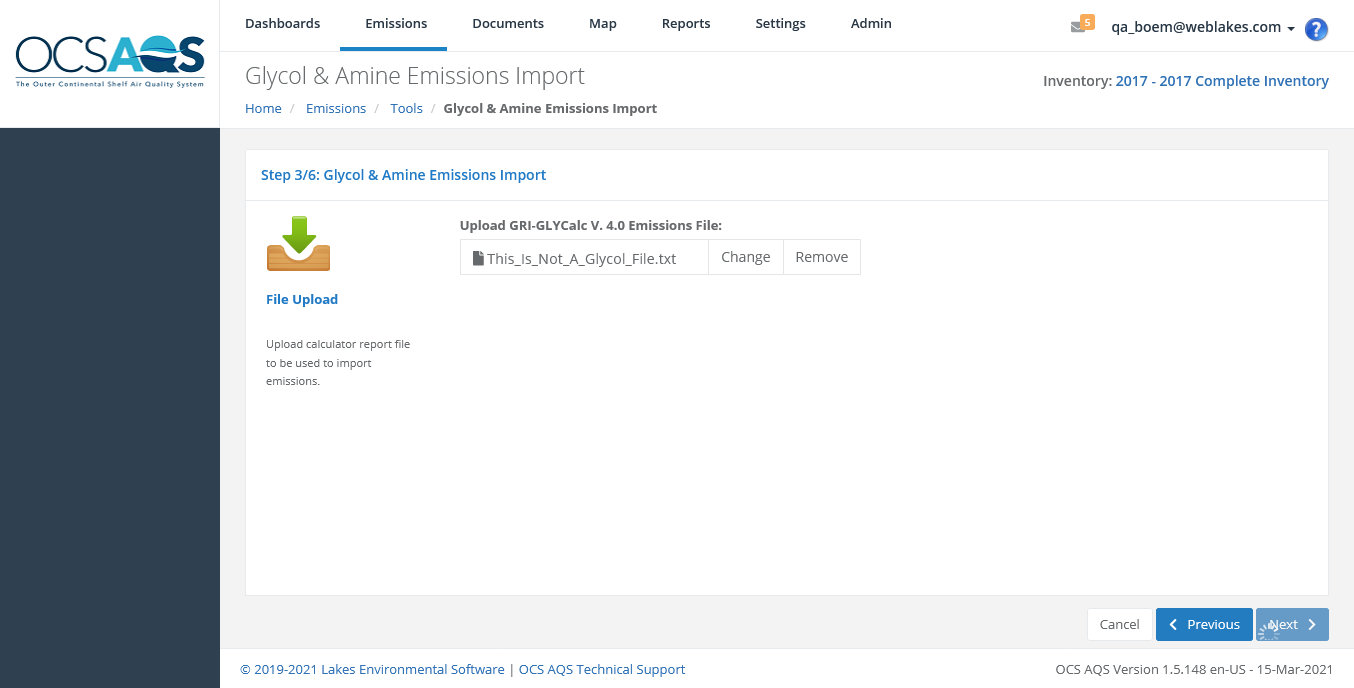 Dashboards Emissions Documents Map Reports Settings Admin 5 qa_boem@weblakes.com ?
OCSAQS
The Outer Continental Shelf Air Quality System
Glycol & Amine Emissions Import
Inventory: 2017 - 2017 Complete Inventory
Home / Emissions / Tools / Glycol & Amine Emissions Import
Step 3/6: Glycol & Amine Emissions Import
Upload GRI-GLYCalc V. 4.0 Emissions File:
This_Is_Not_A_Glycol_File.txt Change Remove
File Upload
Upload calculator report file
to be used to import
emissions.
Cancel Previous Next
© 2019-2021 Lakes Environmental Software | OCS AQS Technical Support
OCS AQS Version 1.5.148 en-US - 15-Mar-2021